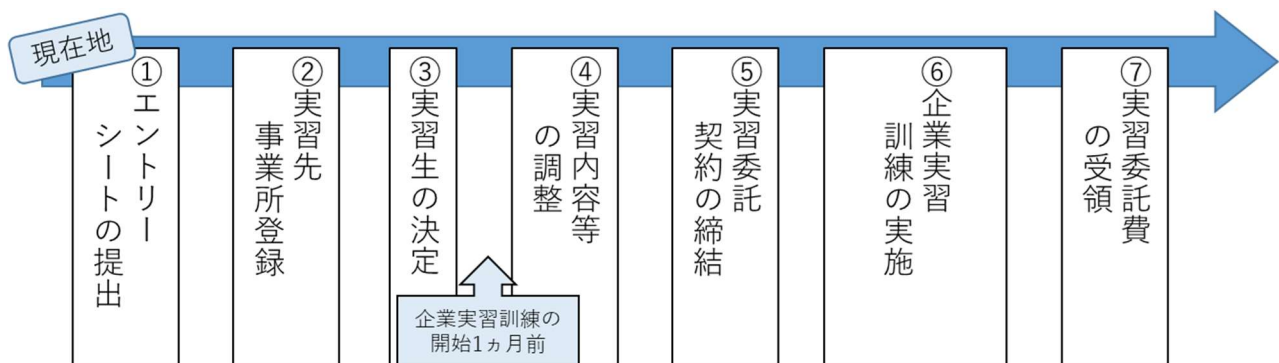 現在地
①エントリー
シートの提出
②実習先
事業所登録
③実習生の決定
④実習内容等
の調整
⑤実習委託
契約の締結
⑥企業実習
訓練の実施
⑦実習委託費
の受領
企業実習訓練の
開始1ヵ月前